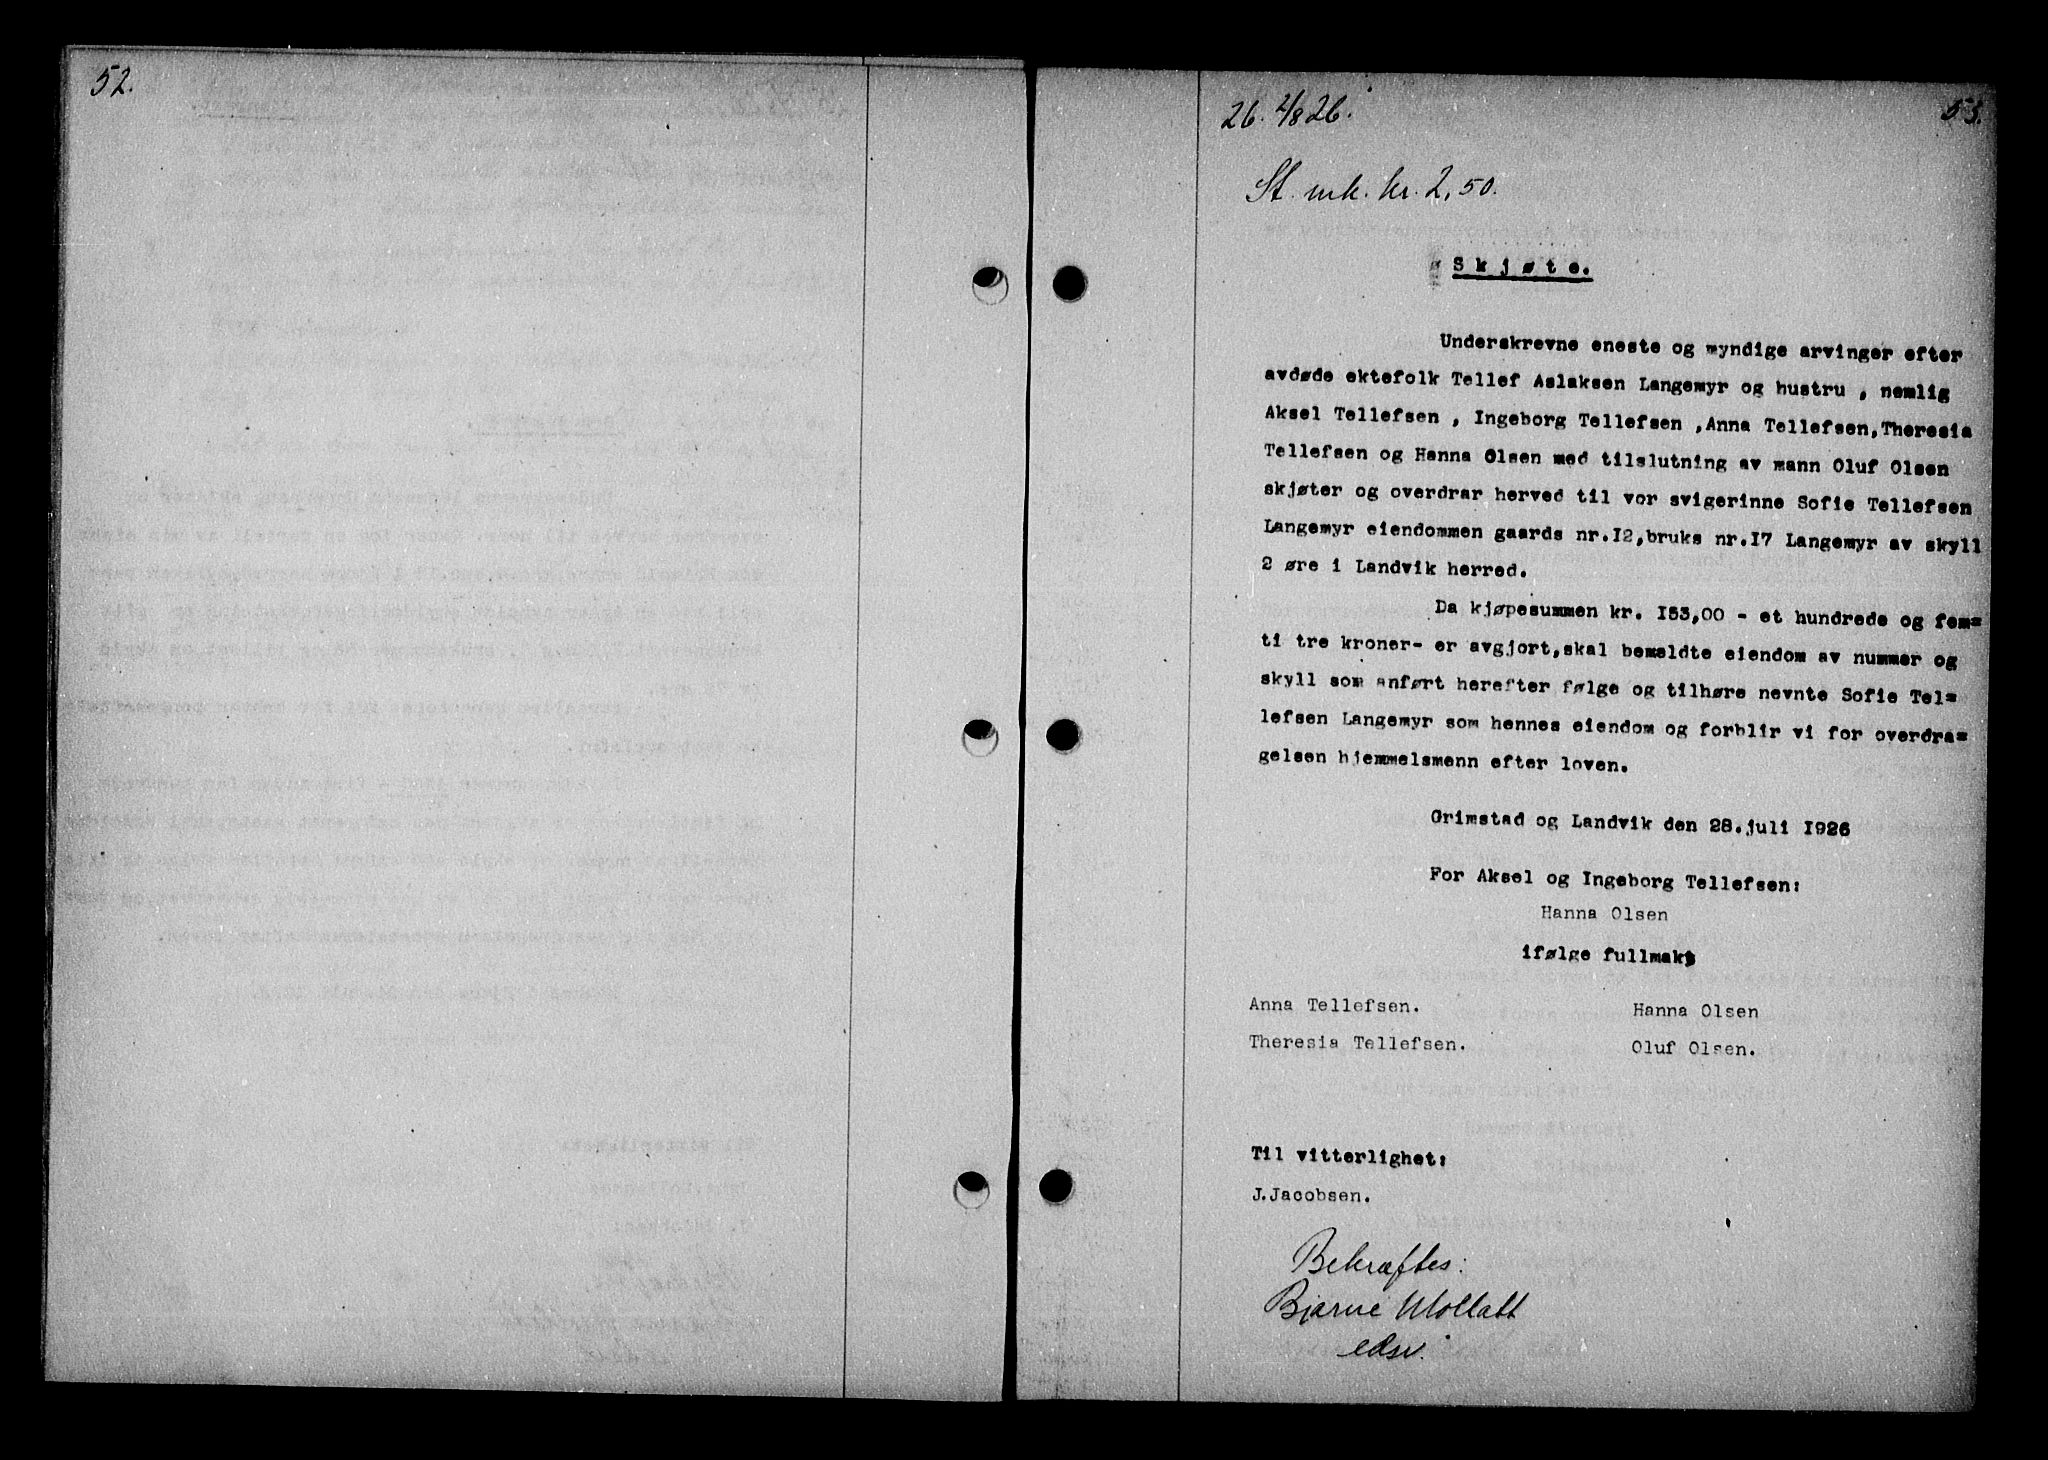 52.
53.
26. 2/8 26.
St. mk. kr. 2,50.
Skjøte.
Underskrevne eneste og myndige arvinger efter
avdøde ektefolk Tellef Aslaksen Langemyr og hustru , nemlig
Aksel Tellefsen , Ingeborg Tellefsen ,Anna Tellefsen,Theresia
Tellefsen og Hanna Olsen med tilslutning av mann Oluf Olsen
skjøter og overdrar herved til vor svigerinne Sofie Tellefsen
Langemyr eiendommen gaards nr.12,bruks nr.17 Langemyr av skyll
2 øre i Landvik herred.
Da kjøpesummen kr. 153,00 - et hundrede og fem=
ti tre kroner- er avgjort,skal bemeldte eiendom av nummer og
skyll som anført herefter følge og tilhøre nevnte Sofie Tel=
lefsen Langemyr som hennes eiendom og forblir vi for overdra=
gelsen hjemmelsmenn efter loven.
Grimstad og Landvik den 28.juli 1926
For Aksel og Ingeborg Tellefsen:
Hanna Olsen
ifølge fullmakt
Anna Tellefsen. Hanna Olsen
Theresia Tellefsen. Oluf Olsen.
Til vitterlighet:
J.Jacobsen.
Bekræftes:
Bjarne Mollatt
edsv.